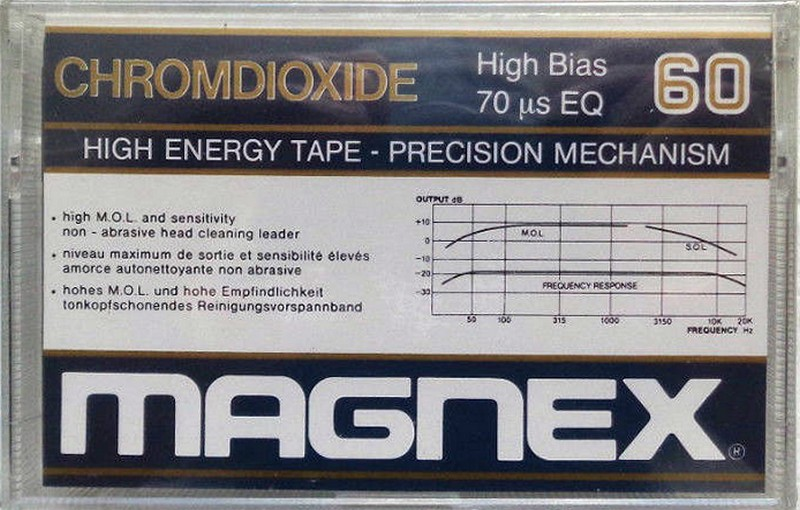 CHROMDIOXIDE
High Bias
70 µs EQ
60
HIGH ENERGY TAPE - PRECISION MECHANISM
• high M.O.L. and sensitivity
non - abrasive head cleaning leader
• niveau maximum de sortie et sensibilité élevés
amorce autonettoyante non abrasive
• hohes M.O.L. und hohe Empfindlichkeit
tonkopfschonendes Reinigungsvorspannband
OUTPUT dB
+10
0
-10
-20
-30
M.O.L
S.O.L
FREQUENCY RESPONSE
50 100 315 1000 3150 10K 20K
FREQUENCY Hz
MAGNEX